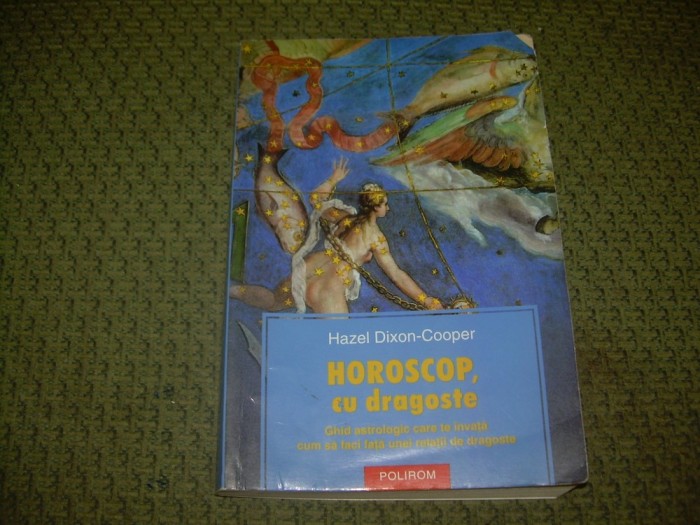 Hazel Dixon-Cooper
HOROSCOP,
cu dragoste
Ghid astrologic care te învață
cum să faci față unei relații de dragoste
POLIROM